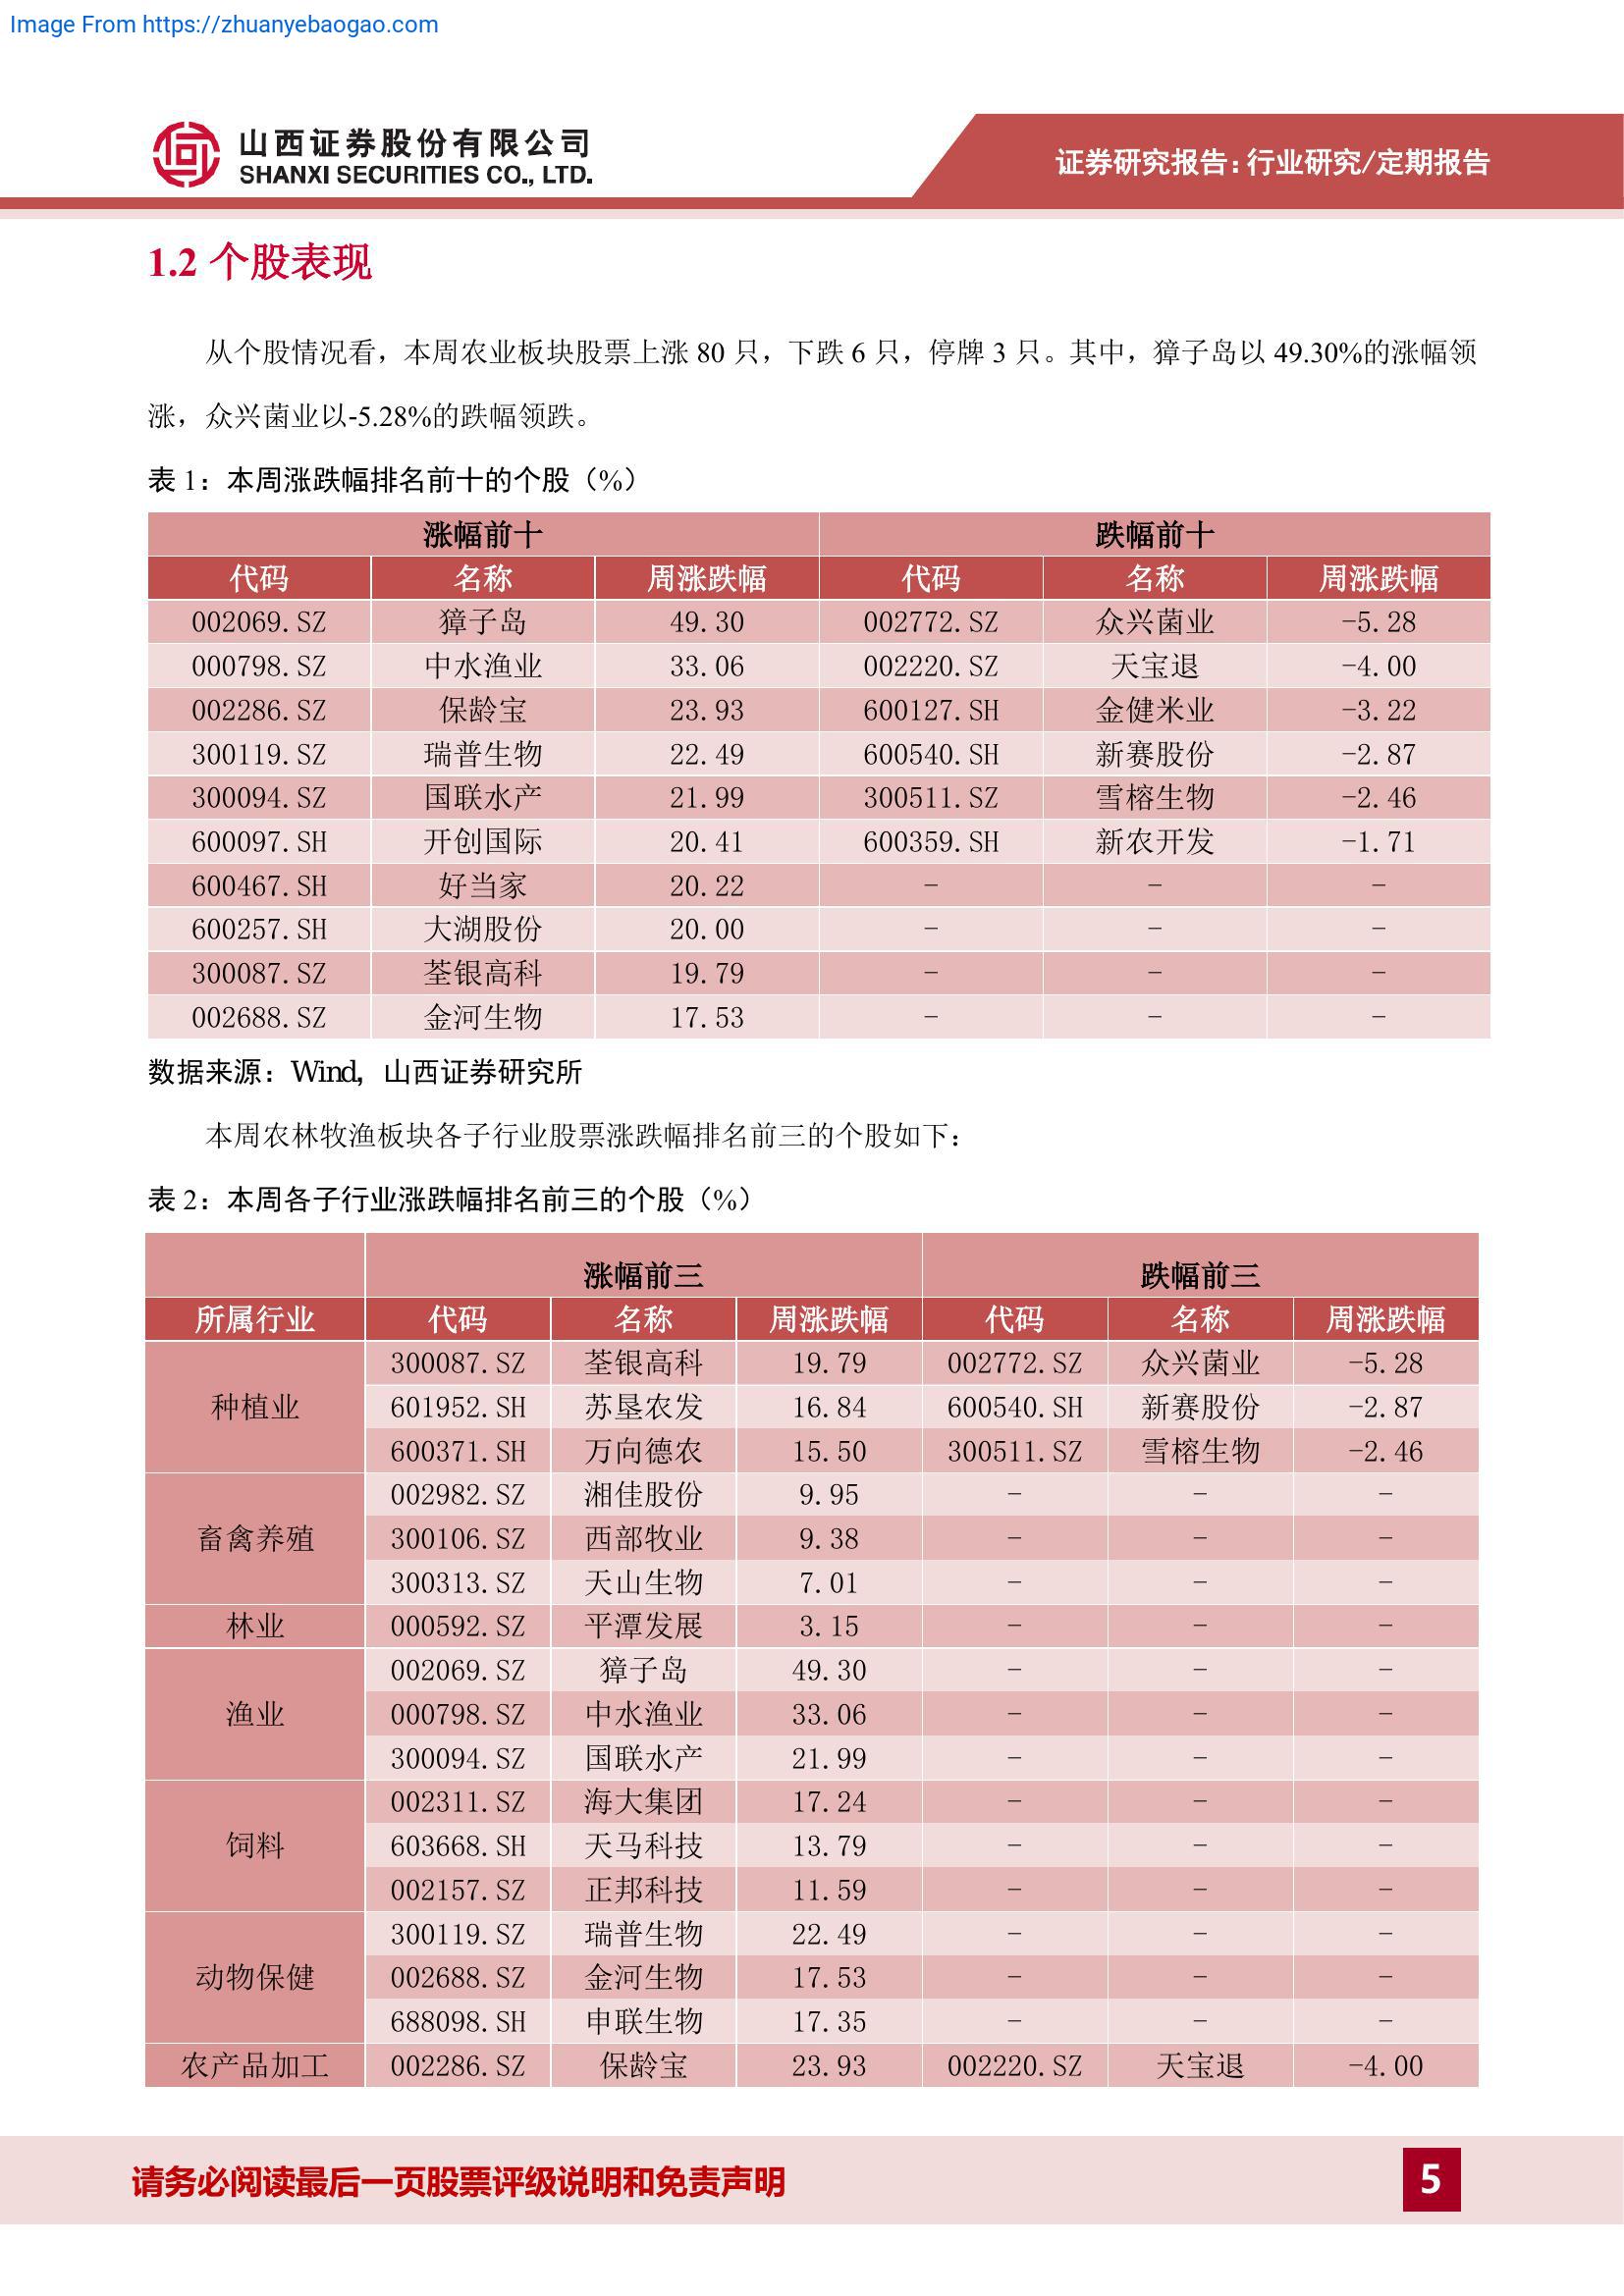 Image From https://zhuanyebaogao.com
山西证券股份有限公司
SHANXI SECURITIES CO., LTD.
证券研究报告:行业研究/定期报告
1.2 个股表现
从个股情况看，本周农业板块股票上涨 80 只，下跌 6 只，停牌 3 只。其中，獐子岛以 49.30%的涨幅领
涨，众兴菌业以-5.28%的跌幅领跌。
表 1：本周涨跌幅排名前十的个股（%）
涨幅前十 跌幅前十
代码 名称 周涨跌幅 代码 名称 周涨跌幅
002069.SZ 獐子岛 49.30 002772.SZ 众兴菌业 -5.28
000798.SZ 中水渔业 33.06 002220.SZ 天宝退 -4.00
002286.SZ 保龄宝 23.93 600127.SH 金健米业 -3.22
300119.SZ 瑞普生物 22.49 600540.SH 新赛股份 -2.87
300094.SZ 国联水产 21.99 300511.SZ 雪榕生物 -2.46
600097.SH 开创国际 20.41 600359.SH 新农开发 -1.71
600467.SH 好当家 20.22 - - -
600257.SH 大湖股份 20.00 - - -
300087.SZ 荃银高科 19.79 - - -
002688.SZ 金河生物 17.53 - - -
数据来源：Wind，山西证券研究所
本周农林牧渔板块各子行业股票涨跌幅排名前三的个股如下：
表 2：本周各子行业涨跌幅排名前三的个股（%）
涨幅前三 跌幅前三
所属行业 代码 名称 周涨跌幅 代码 名称 周涨跌幅
种植业 300087.SZ 荃银高科 19.79 002772.SZ 众兴菌业 -5.28
601952.SH 苏垦农发 16.84 600540.SH 新赛股份 -2.87
600371.SH 万向德农 15.50 300511.SZ 雪榕生物 -2.46
畜禽养殖 002982.SZ 湘佳股份 9.95 - - -
300106.SZ 西部牧业 9.38 - - -
300313.SZ 天山生物 7.01 - - -
林业 000592.SZ 平潭发展 3.15 - - -
渔业 002069.SZ 獐子岛 49.30 - - -
000798.SZ 中水渔业 33.06 - - -
300094.SZ 国联水产 21.99 - - -
饲料 002311.SZ 海大集团 17.24 - - -
603668.SH 天马科技 13.79 - - -
002157.SZ 正邦科技 11.59 - - -
动物保健 300119.SZ 瑞普生物 22.49 - - -
002688.SZ 金河生物 17.53 - - -
688098.SH 申联生物 17.35 - - -
农产品加工 002286.SZ 保龄宝 23.93 002220.SZ 天宝退 -4.00
请务必阅读最后一页股票评级说明和免责声明
5